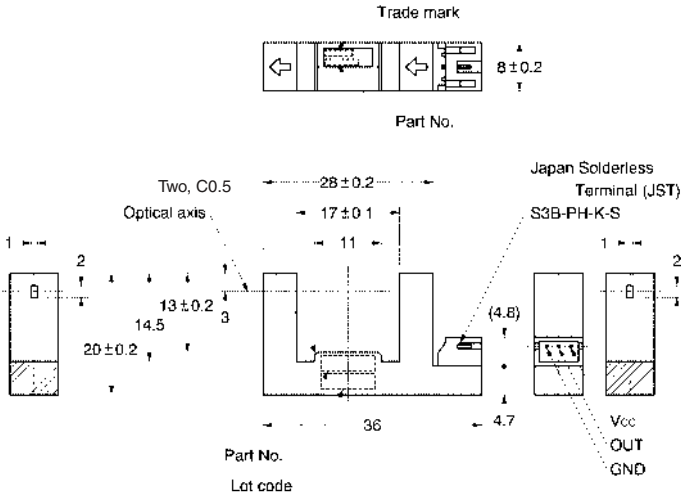 Trade mark
8±0.2
Part No.
Japan Solderless
Terminal (JST)
S3B-PH-K-S
Two, C0.5
28±0.2
Optical axis
17±0 1
11
1
2
1
2
13±0.2
3
(4.8)
14.5
20±0.2
36
4.7
Vcc
OUT
GND
Part No.
Lot code